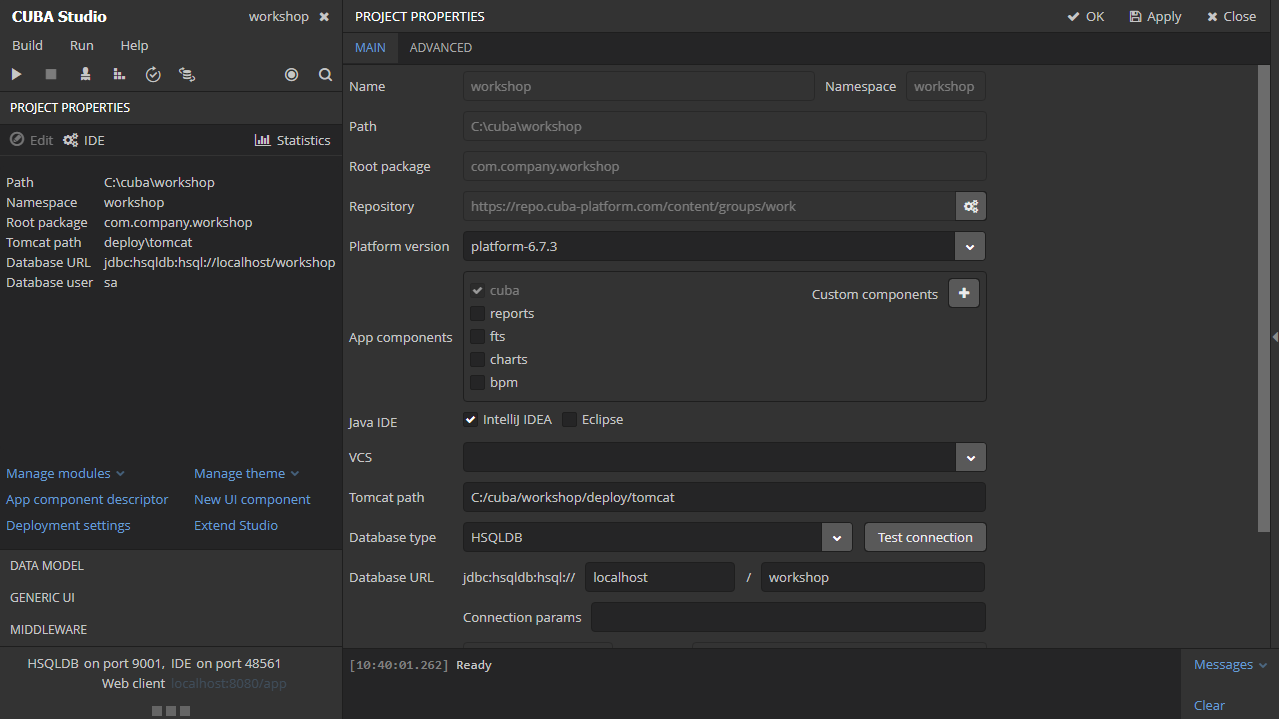 CUBA Studio
workshop
Build Run Help
PROJECT PROPERTIES
Edit IDE Statistics
Path C:\cuba\workshop
Namespace workshop
Root package com.company.workshop
Tomcat path deploy\tomcat
Database URL jdbc:hsqldb:hsql://localhost/workshop
Database user sa
Manage modules Manage theme
App component descriptor New UI component
Deployment settings Extend Studio
DATA MODEL
GENERIC UI
MIDDLEWARE
HSQLDB on port 9001, IDE on port 48561
Web client localhost:8080/app
PROJECT PROPERTIES
OK Apply Close
MAIN ADVANCED
Name workshop Namespace workshop
Path C:\cuba\workshop
Root package com.company.workshop
Repository https://repo.cuba-platform.com/content/groups/work
Platform version platform-6.7.3
App components
cuba
reports
fts
charts
bpm
Custom components
Java IDE IntelliJ IDEA Eclipse
VCS
Tomcat path C:/cuba/workshop/deploy/tomcat
Database type HSQLDB Test connection
Database URL jdbc:hsqldb:hsql:// localhost / workshop
Connection params
[10:40:01.262] Ready
Messages
Clear